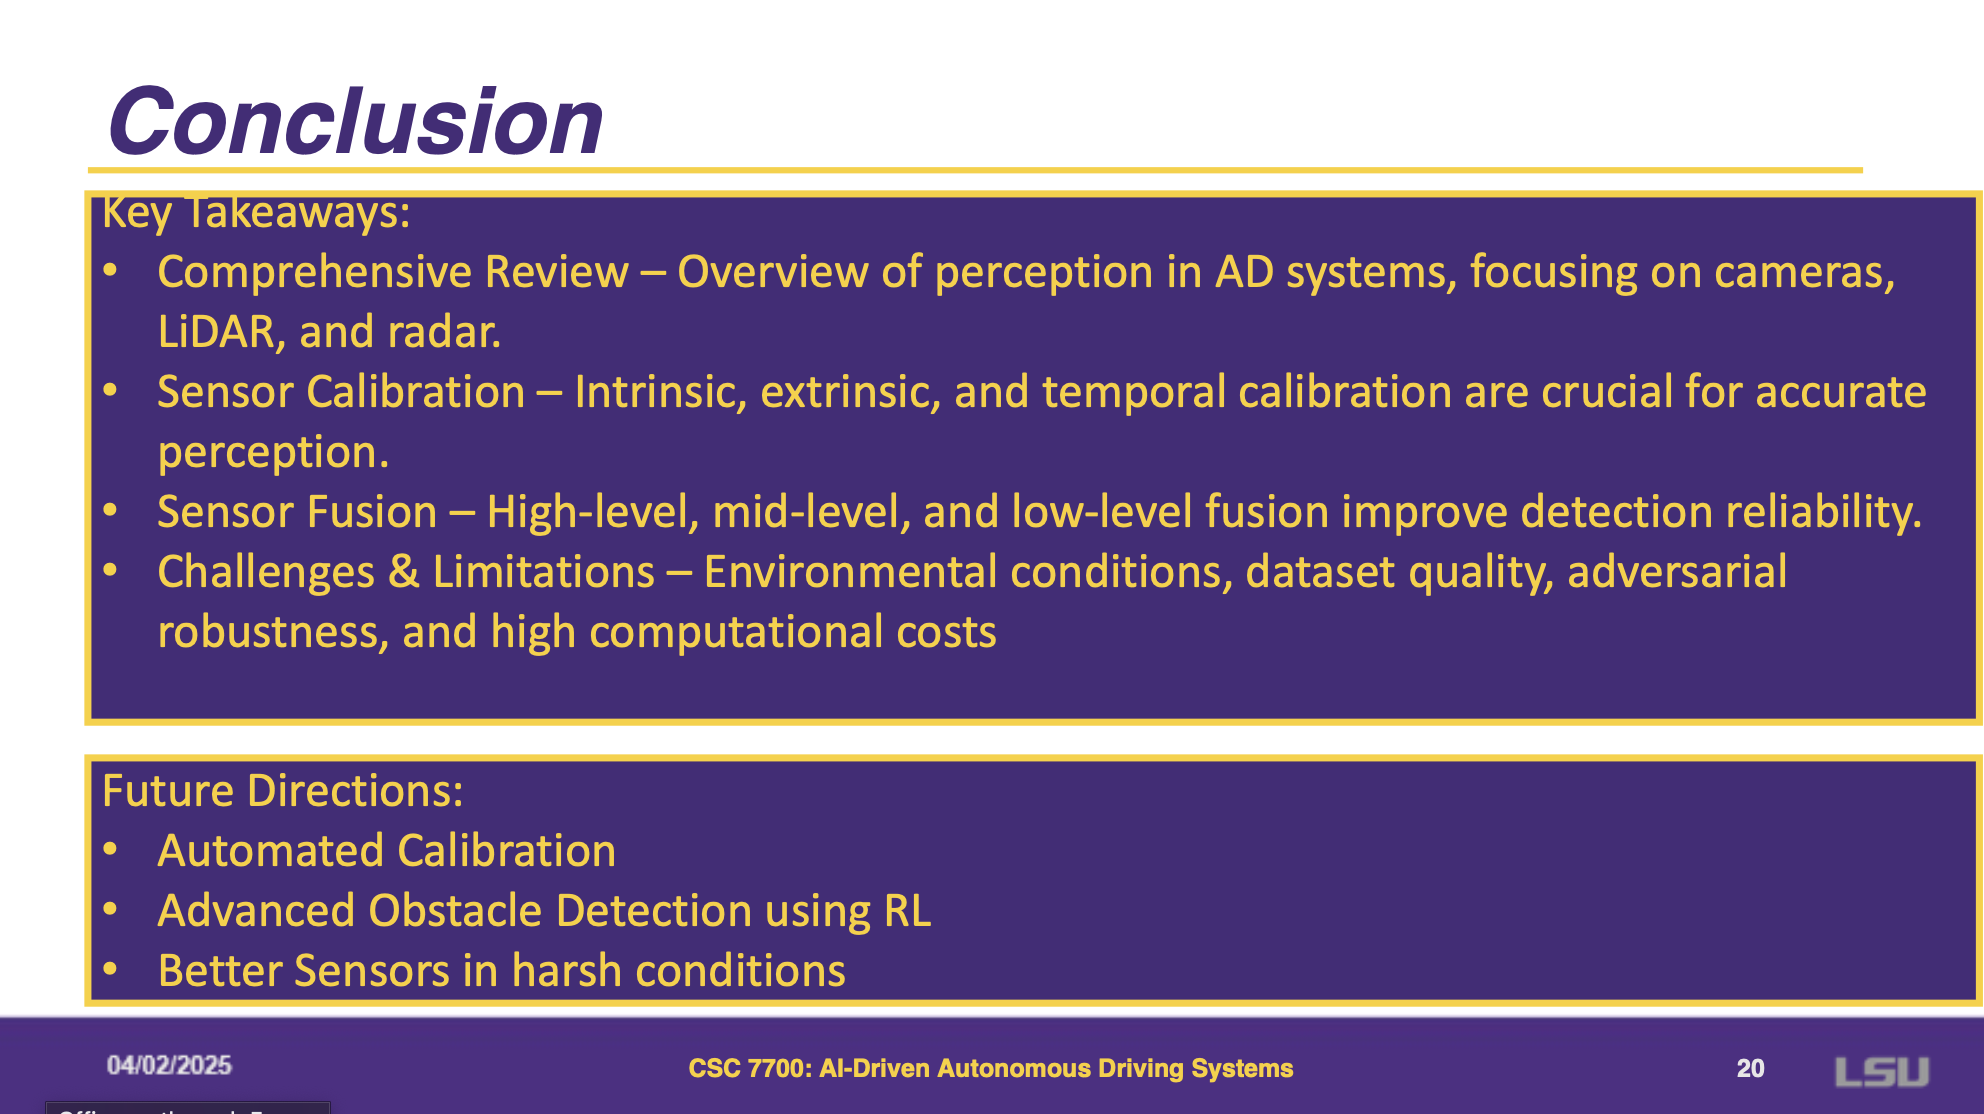 Conclusion
Key Takeaways:
• Comprehensive Review – Overview of perception in AD systems, focusing on cameras,
LiDAR, and radar.
• Sensor Calibration – Intrinsic, extrinsic, and temporal calibration are crucial for accurate
perception.
• Sensor Fusion – High-level, mid-level, and low-level fusion improve detection reliability.
• Challenges & Limitations – Environmental conditions, dataset quality, adversarial
robustness, and high computational costs
Future Directions:
• Automated Calibration
• Advanced Obstacle Detection using RL
• Better Sensors in harsh conditions
04/02/2025
CSC 7700: AI-Driven Autonomous Driving Systems
20
LSU